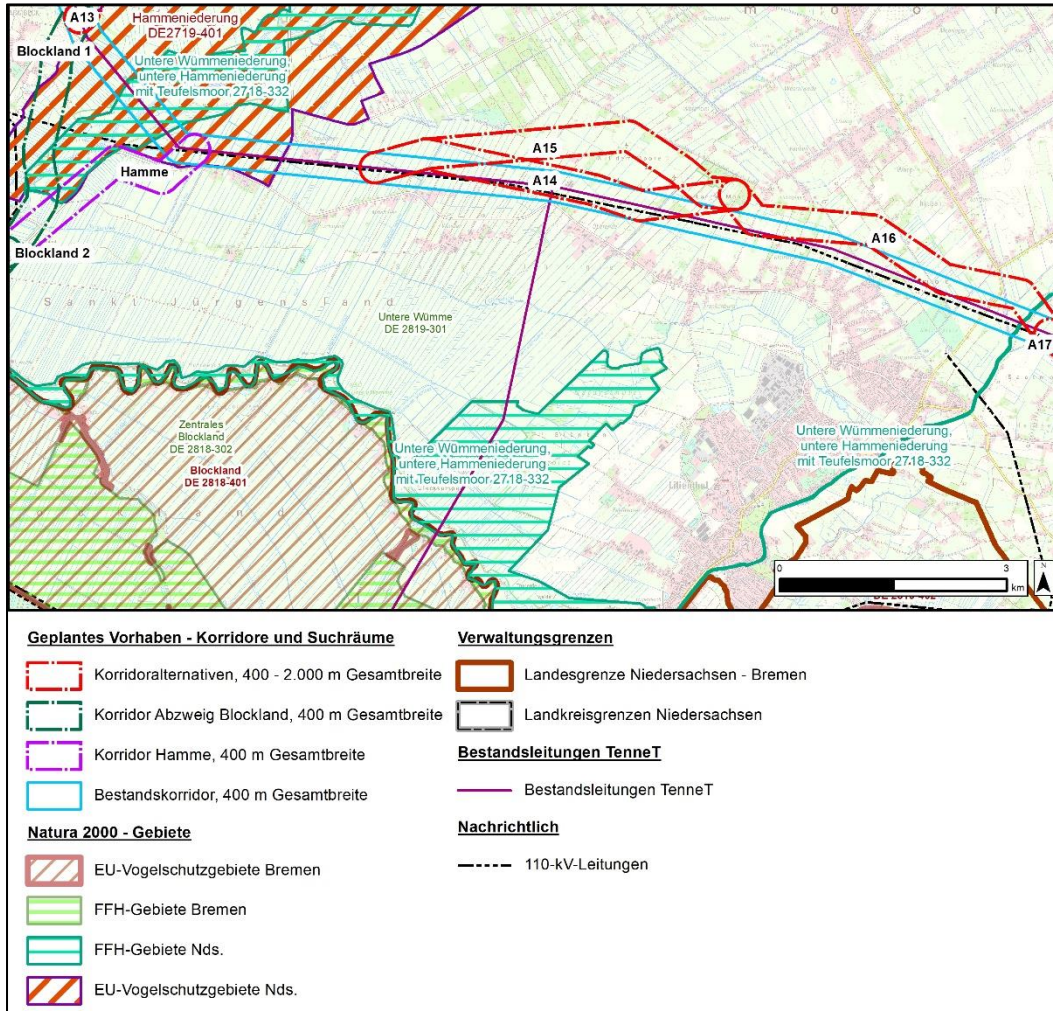 A13
Hammeniederung
DE2719-401
Blockland 1
Untere Wümmeniederung,
untere Hammeniederung
mit Teufelsmoor 2718-332
A15
Hamme
A14
Blockland 2
A16
Sankt Jürgensland
Untere Wümme
DE 2819-301
A17
Zentrales
Blockland
DE 2818-302
Blockland
DE 2818-401
Untere Wümmeniederung,
untere Hammeniederung
mit Teufelsmoor 2718-332
Untere Wümmeniederung,
untere Hammeniederung
mit Teufelsmoor 2718-332
Lilienthal
0 3
km
N
Geplantes Vorhaben - Korridore und Suchräume
Korridoralternativen, 400 - 2.000 m Gesamtbreite
Korridor Abzweig Blockland, 400 m Gesamtbreite
Korridor Hamme, 400 m Gesamtbreite
Bestandskorridor, 400 m Gesamtbreite
Natura 2000 - Gebiete
EU-Vogelschutzgebiete Bremen
FFH-Gebiete Bremen
FFH-Gebiete Nds.
EU-Vogelschutzgebiete Nds.
Verwaltungsgrenzen
Landesgrenze Niedersachsen - Bremen
Landkreisgrenzen Niedersachsen
Bestandsleitungen TenneT
Bestandsleitungen TenneT
Nachrichtlich
110-kV-Leitungen